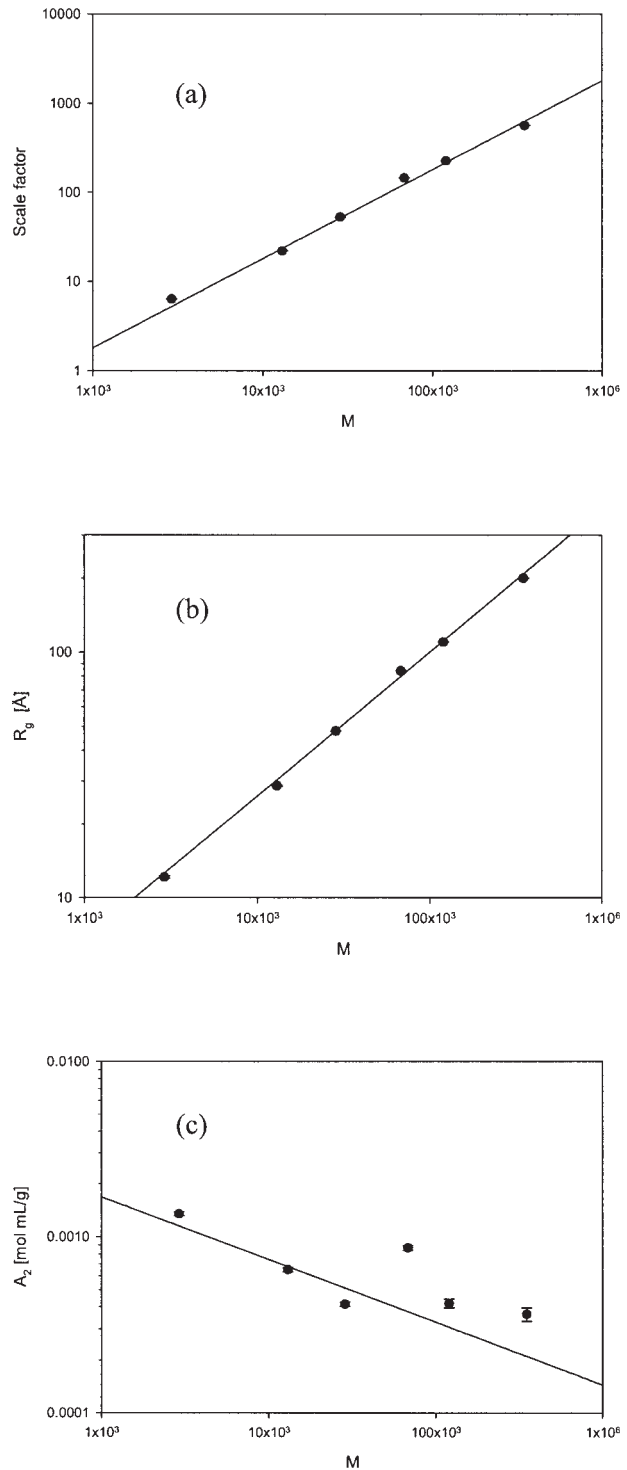 10000
(a)
1000
Scale factor
100
10
1
1x10³ 10x10³ 100x10³ 1x10⁶
M
(b)
100
R_g [Å]
10
1x10³ 10x10³ 100x10³ 1x10⁶
M
0.0100
(c)
0.0010
A₂ [mol mL/g]
0.0001
1x10³ 10x10³ 100x10³ 1x10⁶
M